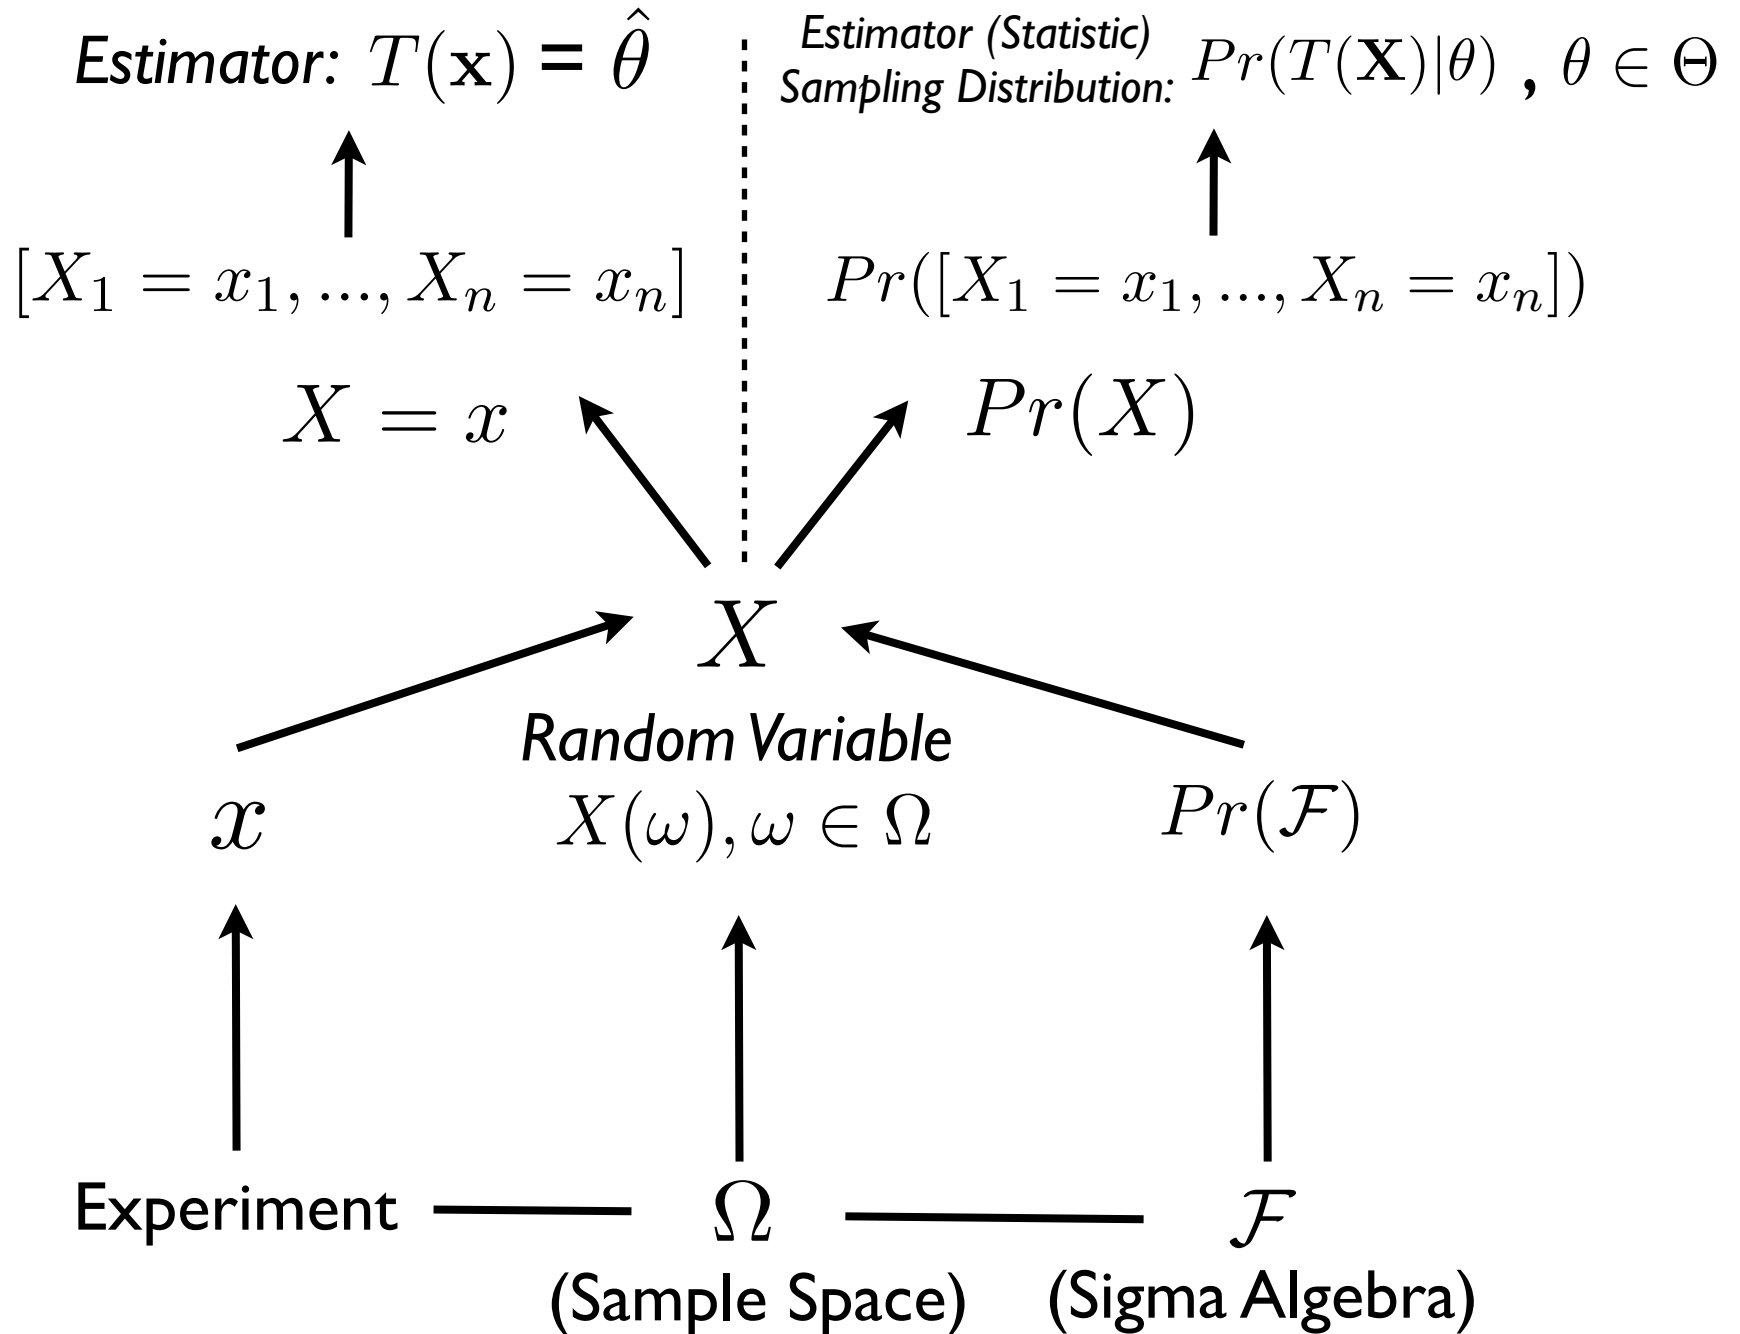 Estimator: T(𝐱) = θ̂
Estimator (Statistic)
Sampling Distribution: Pr(T(𝐗)|θ) , θ ∈ Θ
[X₁ = x₁, ..., Xₙ = xₙ]
Pr([X₁ = x₁, ..., Xₙ = xₙ])
X = x
Pr(X)
X
Random Variable
x
X(ω), ω ∈ Ω
Pr(ℱ)
Experiment
Ω
ℱ
(Sample Space)
(Sigma Algebra)